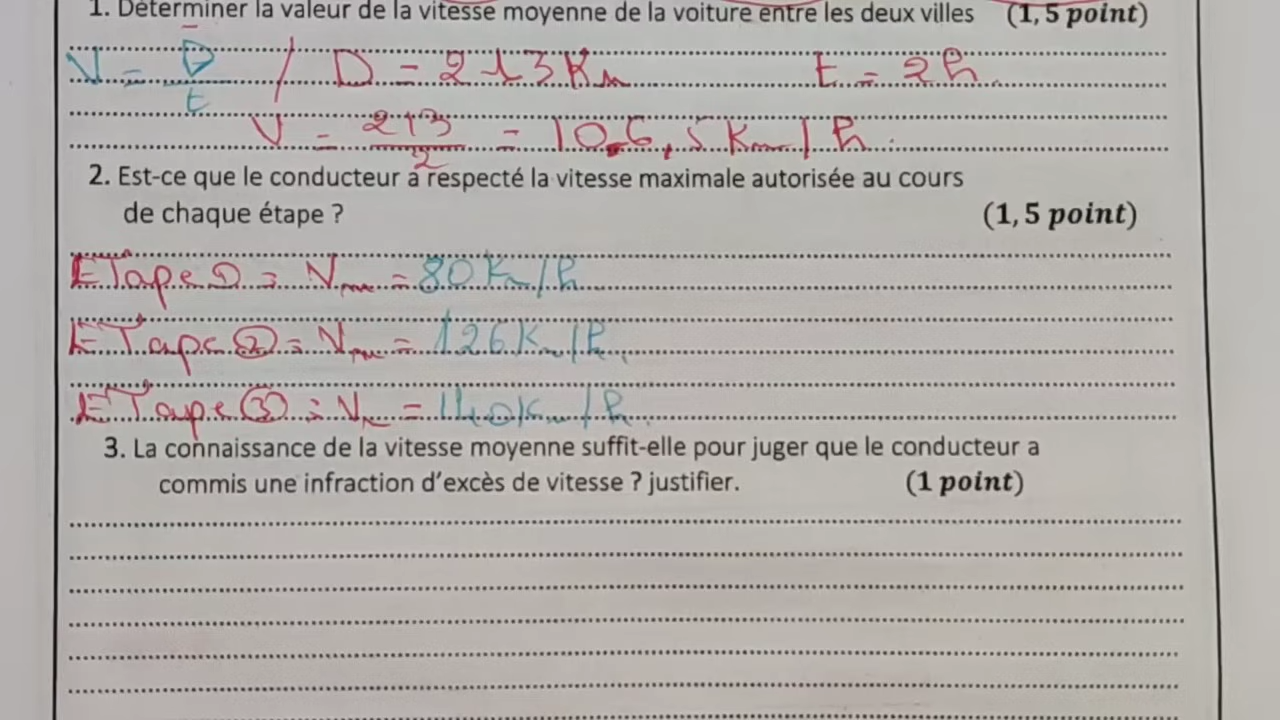 1. Déterminer la valeur de la vitesse moyenne de la voiture entre les deux villes (1,5 point)
V = D/t / D = 213 Km t = 2h
V = 213/2 = 106,5 Km/h.
2. Est-ce que le conducteur a respecté la vitesse maximale autorisée au cours
de chaque étape ? (1,5 point)
Etape ① : Vm = 80 Km/h
ETape ② : Vm = 126 Km/h.
ETape ③ : Vm = 140 Km/h.
3. La connaissance de la vitesse moyenne suffit-elle pour juger que le conducteur a
commis une infraction d'excès de vitesse ? justifier. (1 point)